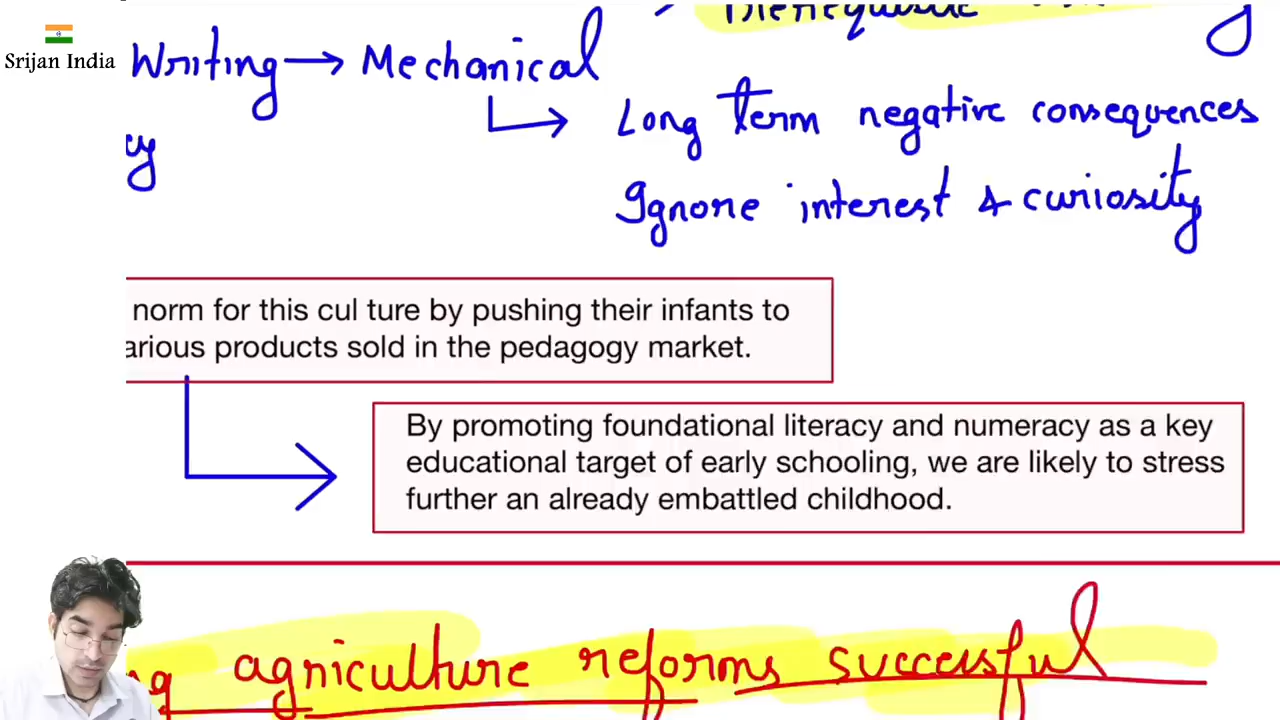 Prerequisite
Srijan India
Writing → Mechanical
Long term negative consequences
Ignore interest & curiosity
norm for this cul ture by pushing their infants to
arious products sold in the pedagogy market.
By promoting foundational literacy and numeracy as a key
educational target of early schooling, we are likely to stress
further an already embattled childhood.
agriculture reforms successful